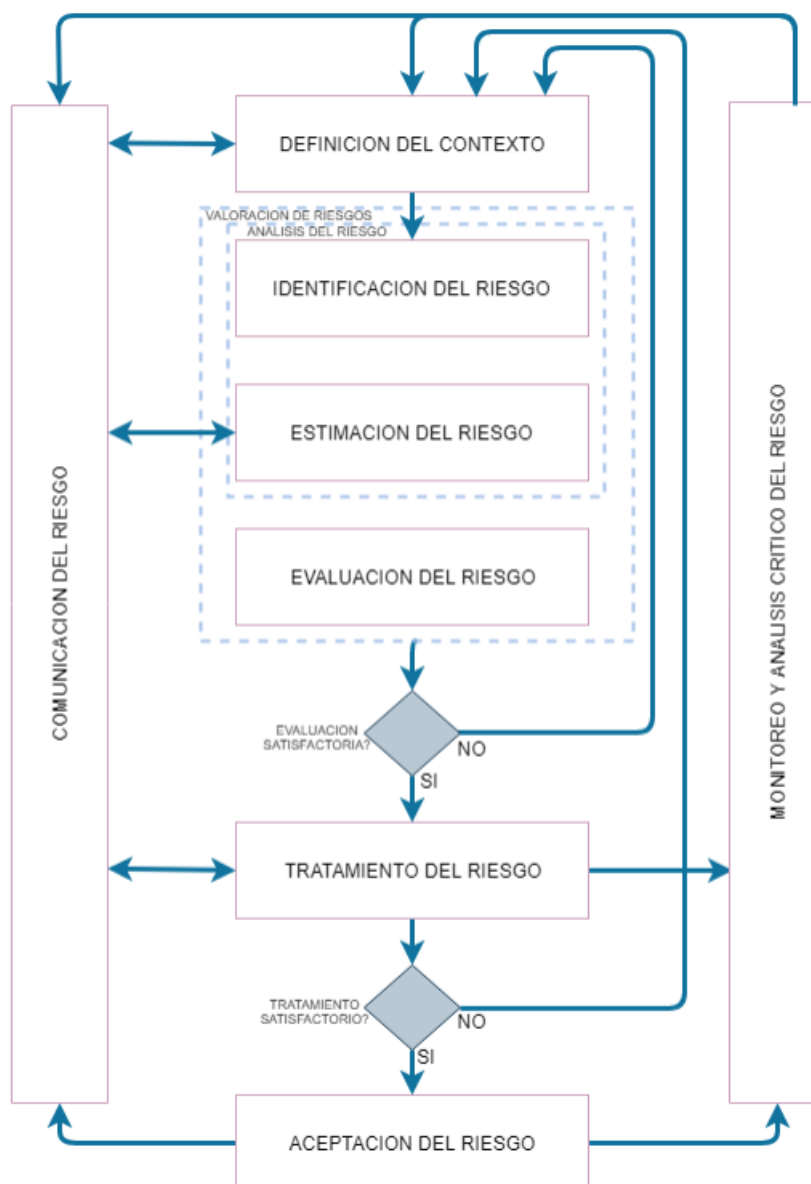 DEFINICION DEL CONTEXTO
VALORACION DE RIESGOS
ANALISIS DEL RIESGO
IDENTIFICACION DEL RIESGO
ESTIMACION DEL RIESGO
EVALUACION DEL RIESGO
COMUNICACION DEL RIESGO
MONITOREO Y ANALISIS CRITICO DEL RIESGO
EVALUACION
SATISFACTORIA?
NO
SI
TRATAMIENTO DEL RIESGO
TRATAMIENTO
SATISFACTORIO?
NO
SI
ACEPTACION DEL RIESGO